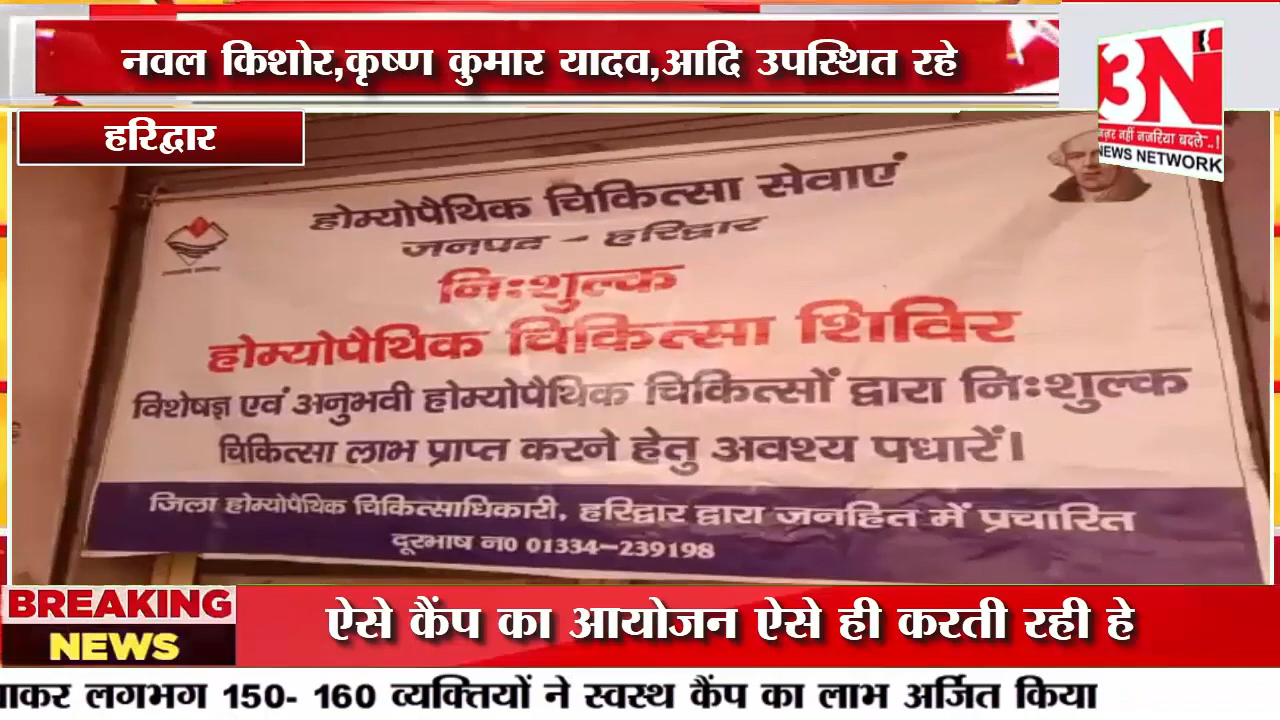 नवल किशोर,कृष्ण कुमार यादव,आदि उपस्थित रहे
3N
नज़र नहीं नजरिया बदले..!
NEWS NETWORK
हरिद्वार
होम्योपैथिक चिकित्सा सेवाएं
जनपद - हरिद्वार
निःशुल्क
होम्योपैथिक चिकित्सा शिविर
विशेषज्ञ एवं अनुभवी होम्योपैथिक चिकित्सों द्वारा निःशुल्क
चिकित्सा लाभ प्राप्त करने हेतु अवश्य पधारें।
जिला होम्योपैथिक चिकित्साधिकारी, हरिद्वार द्वारा जनहित में प्रचारित
दूरभाष न0 01334-239198
BREAKING
NEWS
ऐसे कैंप का आयोजन ऐसे ही करती रही हे
लगभग 150- 160 व्यक्तियों ने स्वस्थ कैंप का लाभ अर्जित किया